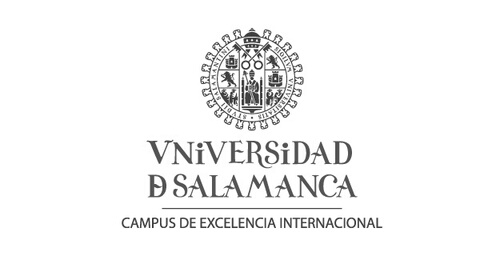 VNiVERSiDAD
Ð SALAMANCA
CAMPUS DE EXCELENCIA INTERNACIONAL